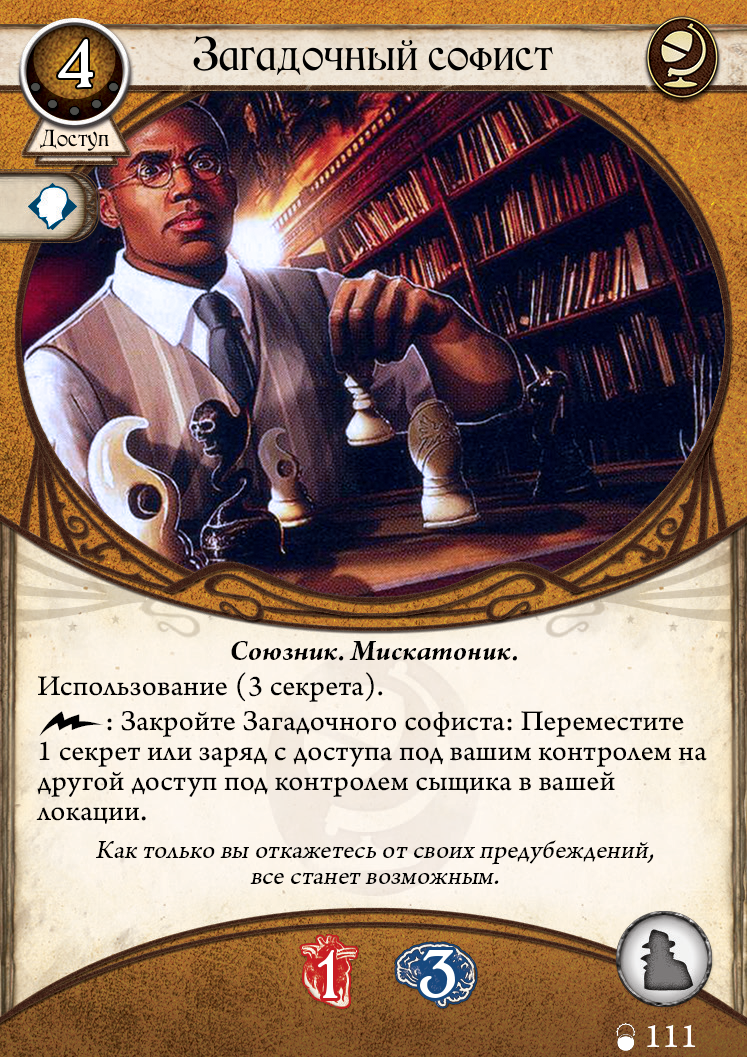 4
Загадочный софист
Доступ
Союзник. Мискатоник.
Использование (3 секрета).
: Закройте Загадочного софиста: Переместите
1 секрет или заряд с доступа под вашим контролем на
другой доступ под контролем сыщика в вашей
локации.
Как только вы откажетесь от своих предубеждений,
все станет возможным.
1
3
111